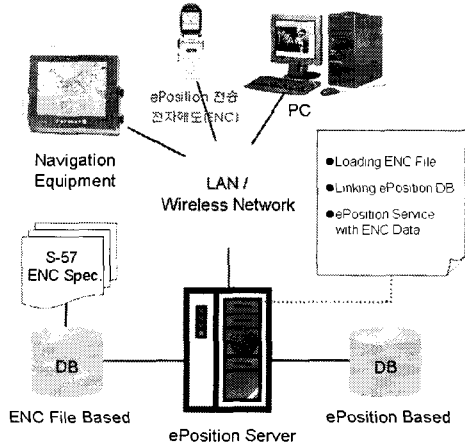 ePosition 전송
전자해도(ENC)
PC
Navigation
Equipment
LAN /
Wireless Network
●Loading ENC File
●Linking ePosition DB
●ePosition Service
with ENC Data
S-57
ENC Spec.
DB
DB
ENC File Based
ePosition Server
ePosition Based